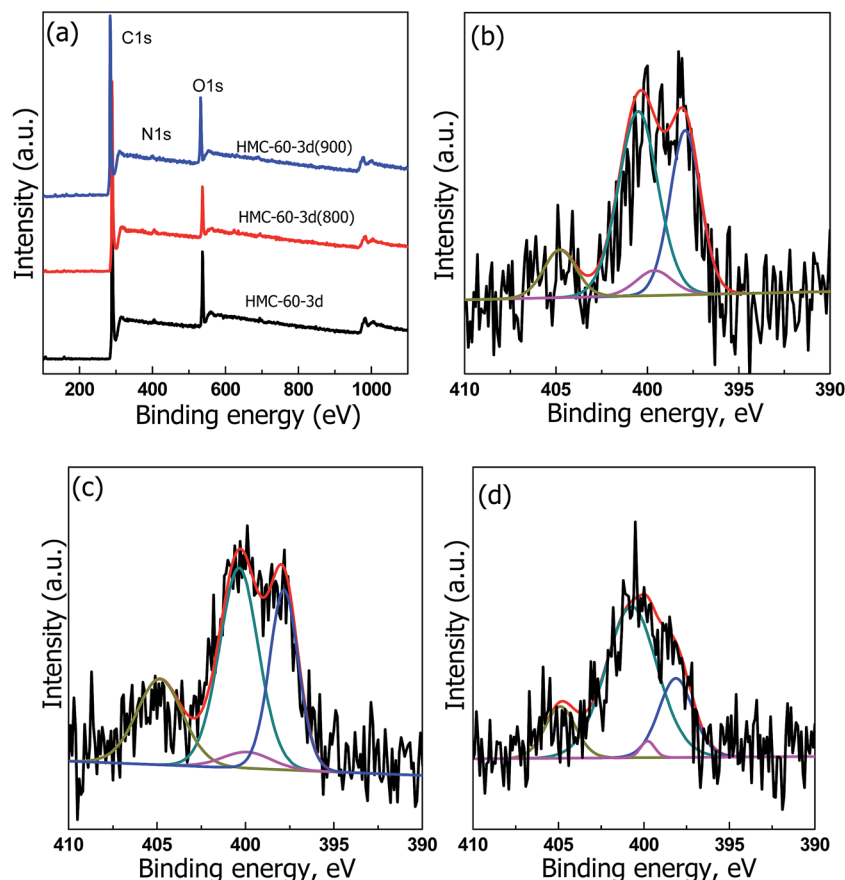 (a)
C1s
O1s
N1s
HMC-60-3d(900)
HMC-60-3d(800)
HMC-60-3d
Intensity (a.u.)
200 400 600 800 1000
Binding energy (eV)
(b)
Intensity (a.u.)
410 405 400 395 390
Binding energy, eV
(c)
Intensity (a.u.)
410 405 400 395 390
Binding energy, eV
(d)
Intensity (a.u.)
410 405 400 395 390
Binding energy, eV